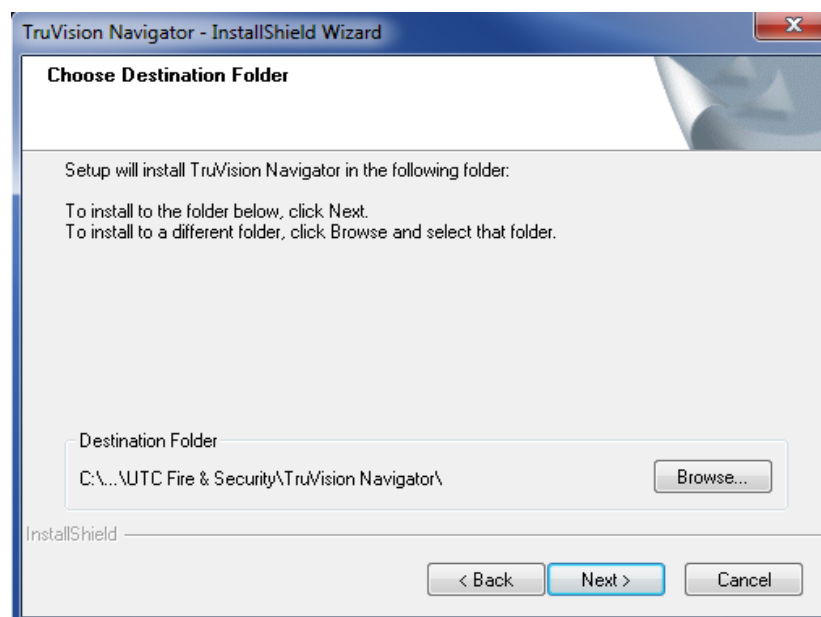 TruVision Navigator - InstallShield Wizard
Choose Destination Folder
Setup will install TruVision Navigator in the following folder:
To install to the folder below, click Next.
To install to a different folder, click Browse and select that folder.
Destination Folder
C:\...\UTC Fire & Security\TruVision Navigator\
Browse...
InstallShield
< Back
Next >
Cancel